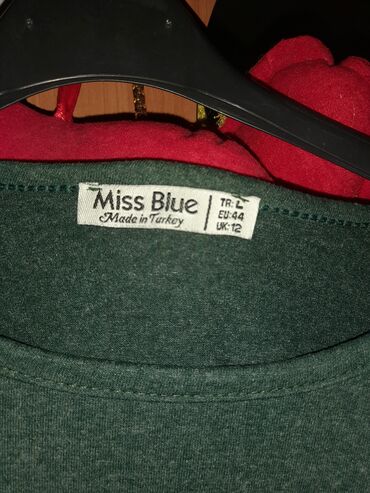 Miss Blue
Made in Turkey
TR: L
EU: 44
UK: 12